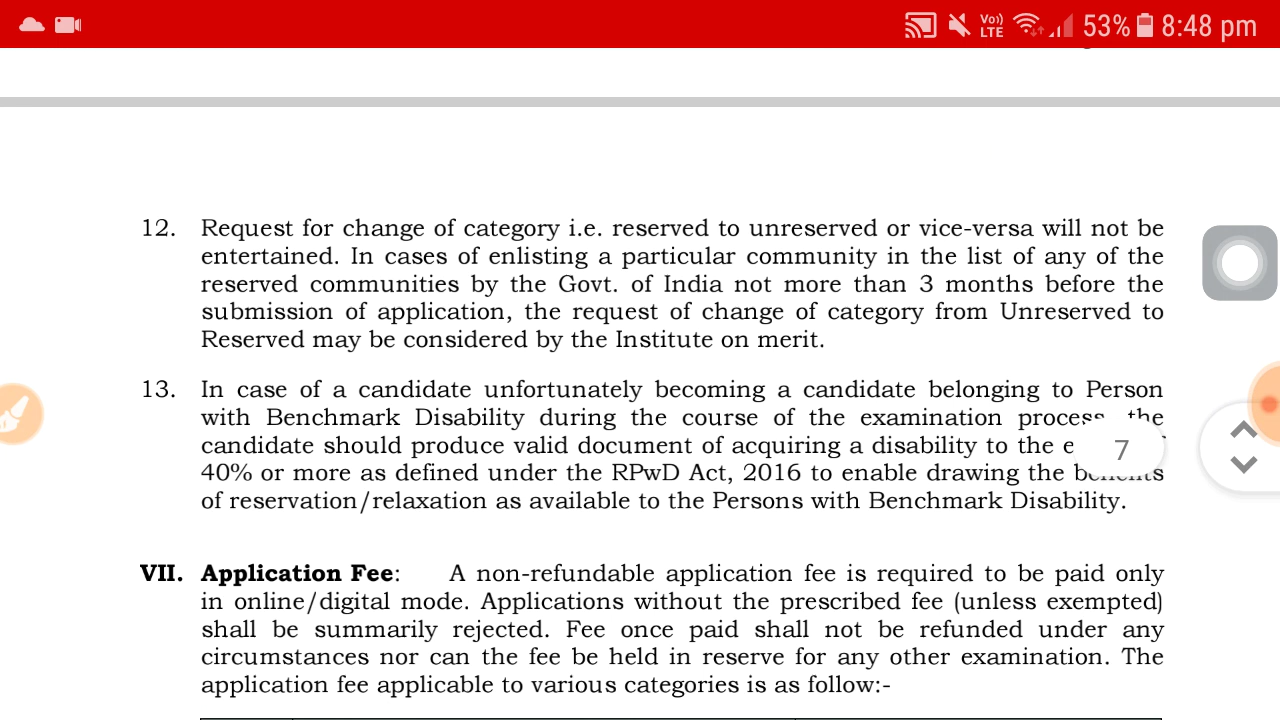 Vo))
LTE
53%
8:48 pm
12. Request for change of category i.e. reserved to unreserved or vice-versa will not be
entertained. In cases of enlisting a particular community in the list of any of the
reserved communities by the Govt. of India not more than 3 months before the
submission of application, the request of change of category from Unreserved to
Reserved may be considered by the Institute on merit.
13. In case of a candidate unfortunately becoming a candidate belonging to Person
with Benchmark Disability during the course of the examination process, the
candidate should produce valid document of acquiring a disability to the
7
40% or more as defined under the RPwD Act, 2016 to enable drawing the benefits
of reservation/relaxation as available to the Persons with Benchmark Disability.
VII. Application Fee: A non-refundable application fee is required to be paid only
in online/digital mode. Applications without the prescribed fee (unless exempted)
shall be summarily rejected. Fee once paid shall not be refunded under any
circumstances nor can the fee be held in reserve for any other examination. The
application fee applicable to various categories is as follow:-